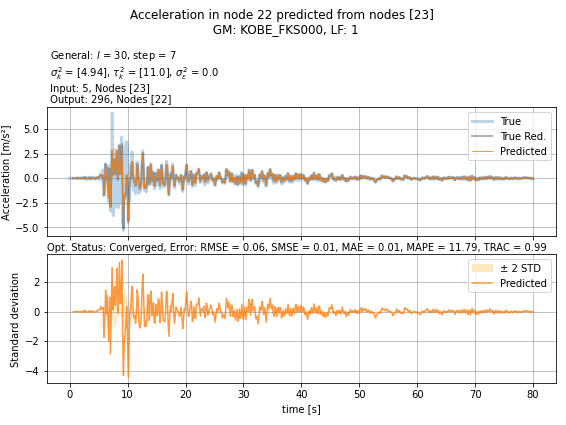 Acceleration in node 22 predicted from nodes [23]
GM: KOBE_FKS000, LF: 1
General: l = 30, step = 7
σ²ₖ = [4.94], τ²ₖ = [11.0], σ²ε = 0.0
Input: 5, Nodes [23]
Output: 296, Nodes [22]
Acceleration [m/s²]
5.0
2.5
0.0
−2.5
−5.0
True
True Red.
Predicted
Opt. Status: Converged, Error: RMSE = 0.06, SMSE = 0.01, MAE = 0.01, MAPE = 11.79, TRAC = 0.99
Standard deviation
2
0
−2
−4
± 2 STD
Predicted
0 10 20 30 40 50 60 70 80
time [s]